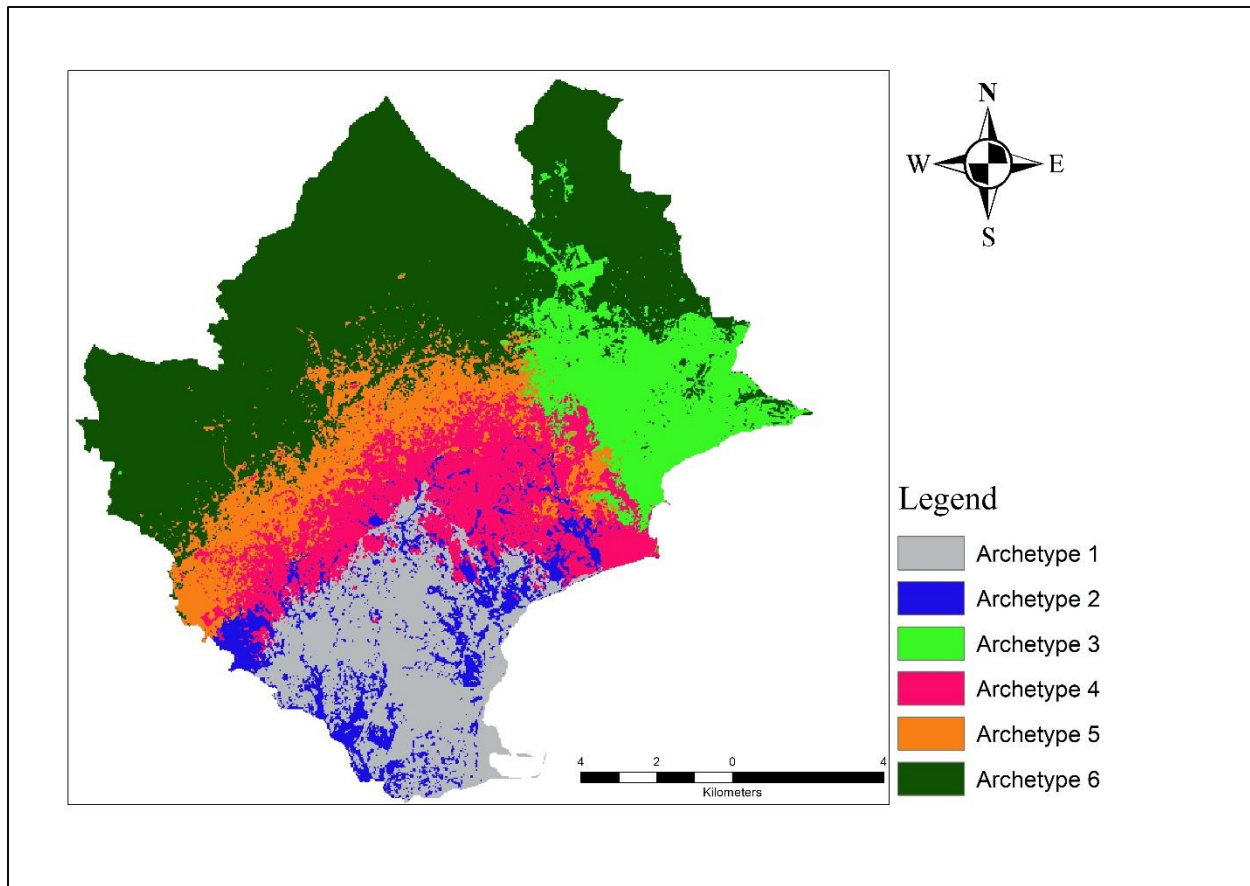 N
W E
S
Legend
Archetype 1
Archetype 2
Archetype 3
Archetype 4
Archetype 5
Archetype 6
4 2 0 4
Kilometers